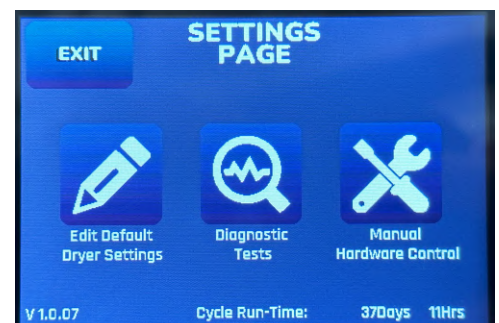 EXIT
SETTINGS
PAGE
Edit Default
Dryer Settings
Diagnostic
Tests
Manual
Hardware Control
V 1.0.07
Cycle Run-Time:
37Days 11Hrs